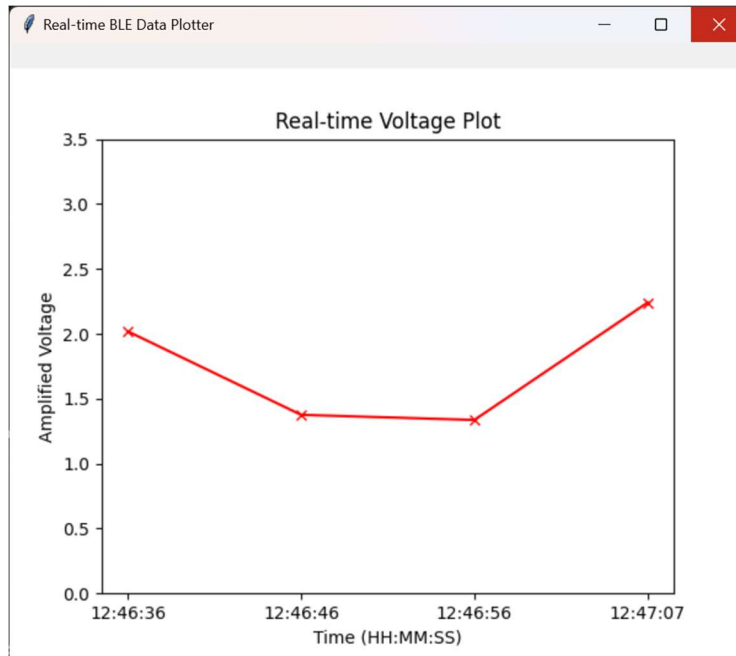 Real-time BLE Data Plotter
Real-time Voltage Plot
3.5
3.0
2.5
2.0
1.5
1.0
0.5
0.0
Amplified Voltage
12:46:36 12:46:46 12:46:56 12:47:07
Time (HH:MM:SS)